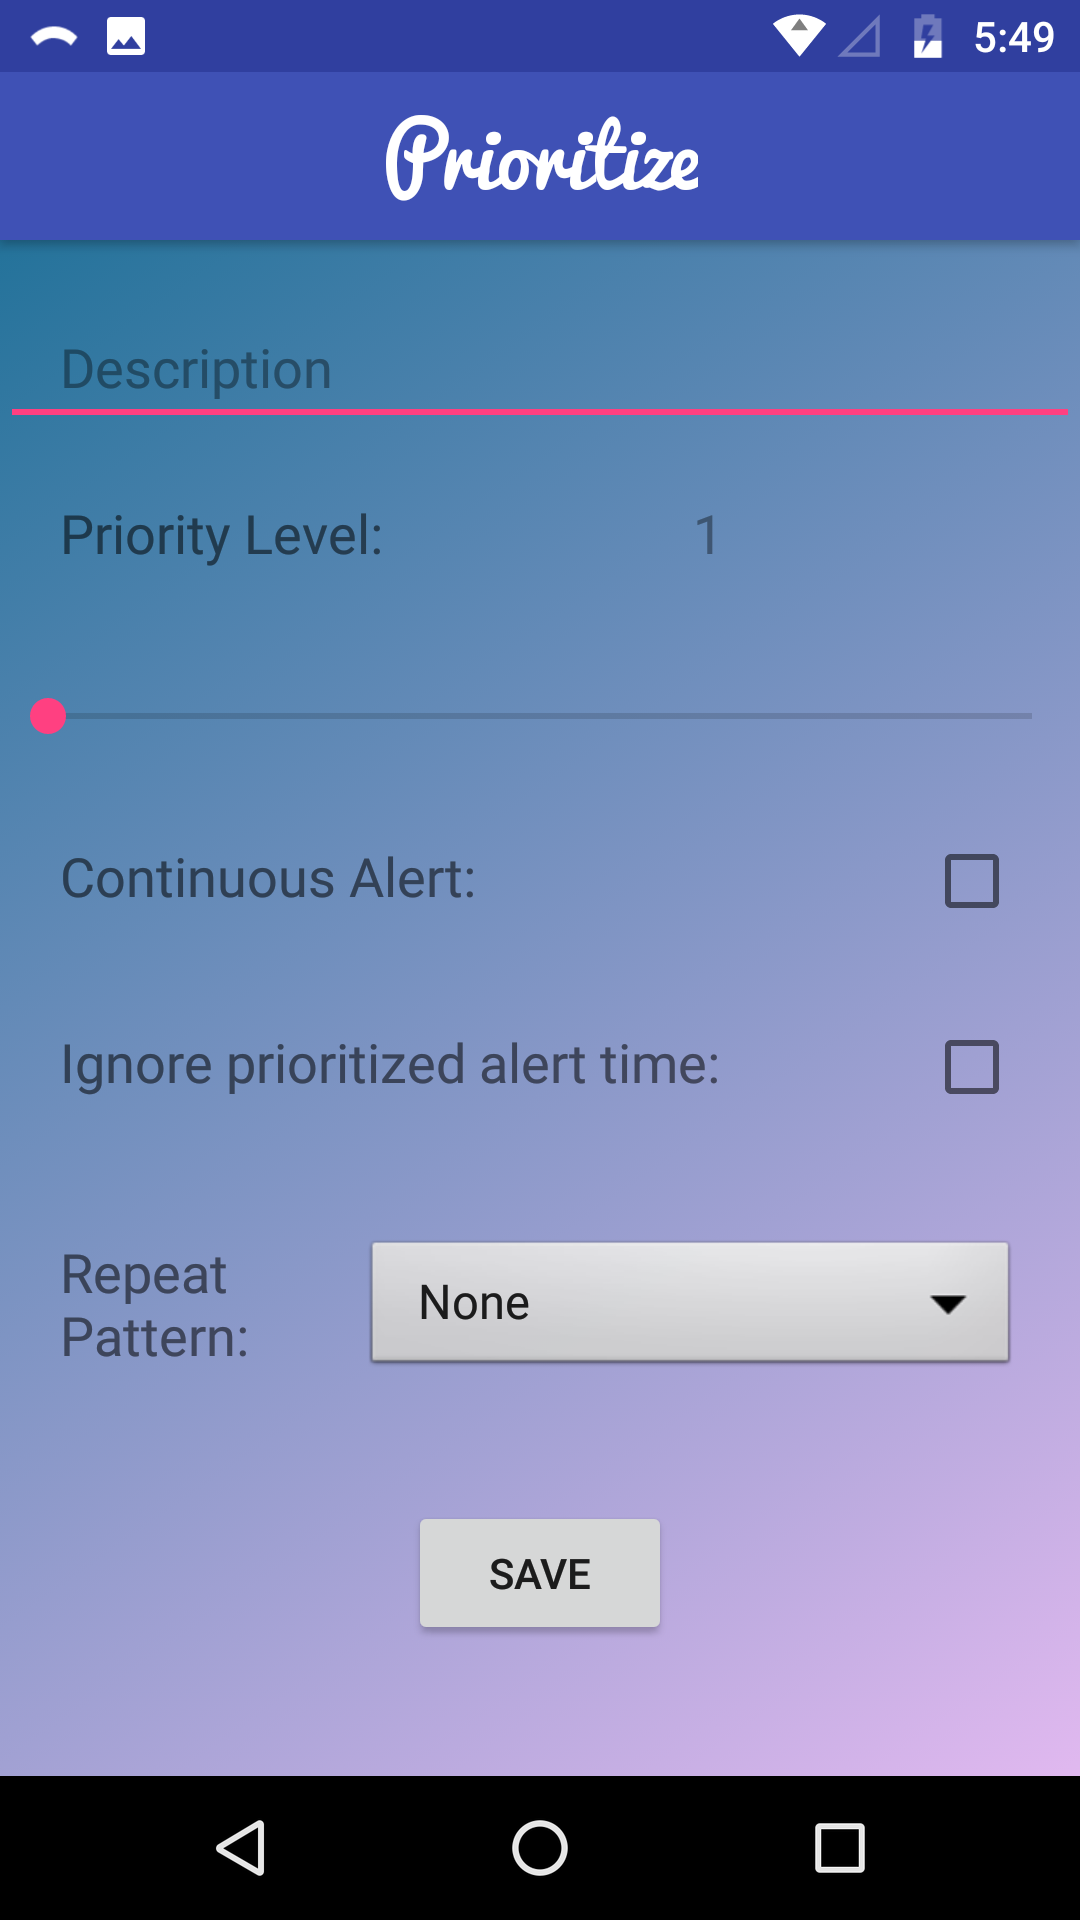 5:49
Prioritize
Description
Priority Level: 1
Continuous Alert:
Ignore prioritized alert time:
Repeat
Pattern:
None
SAVE